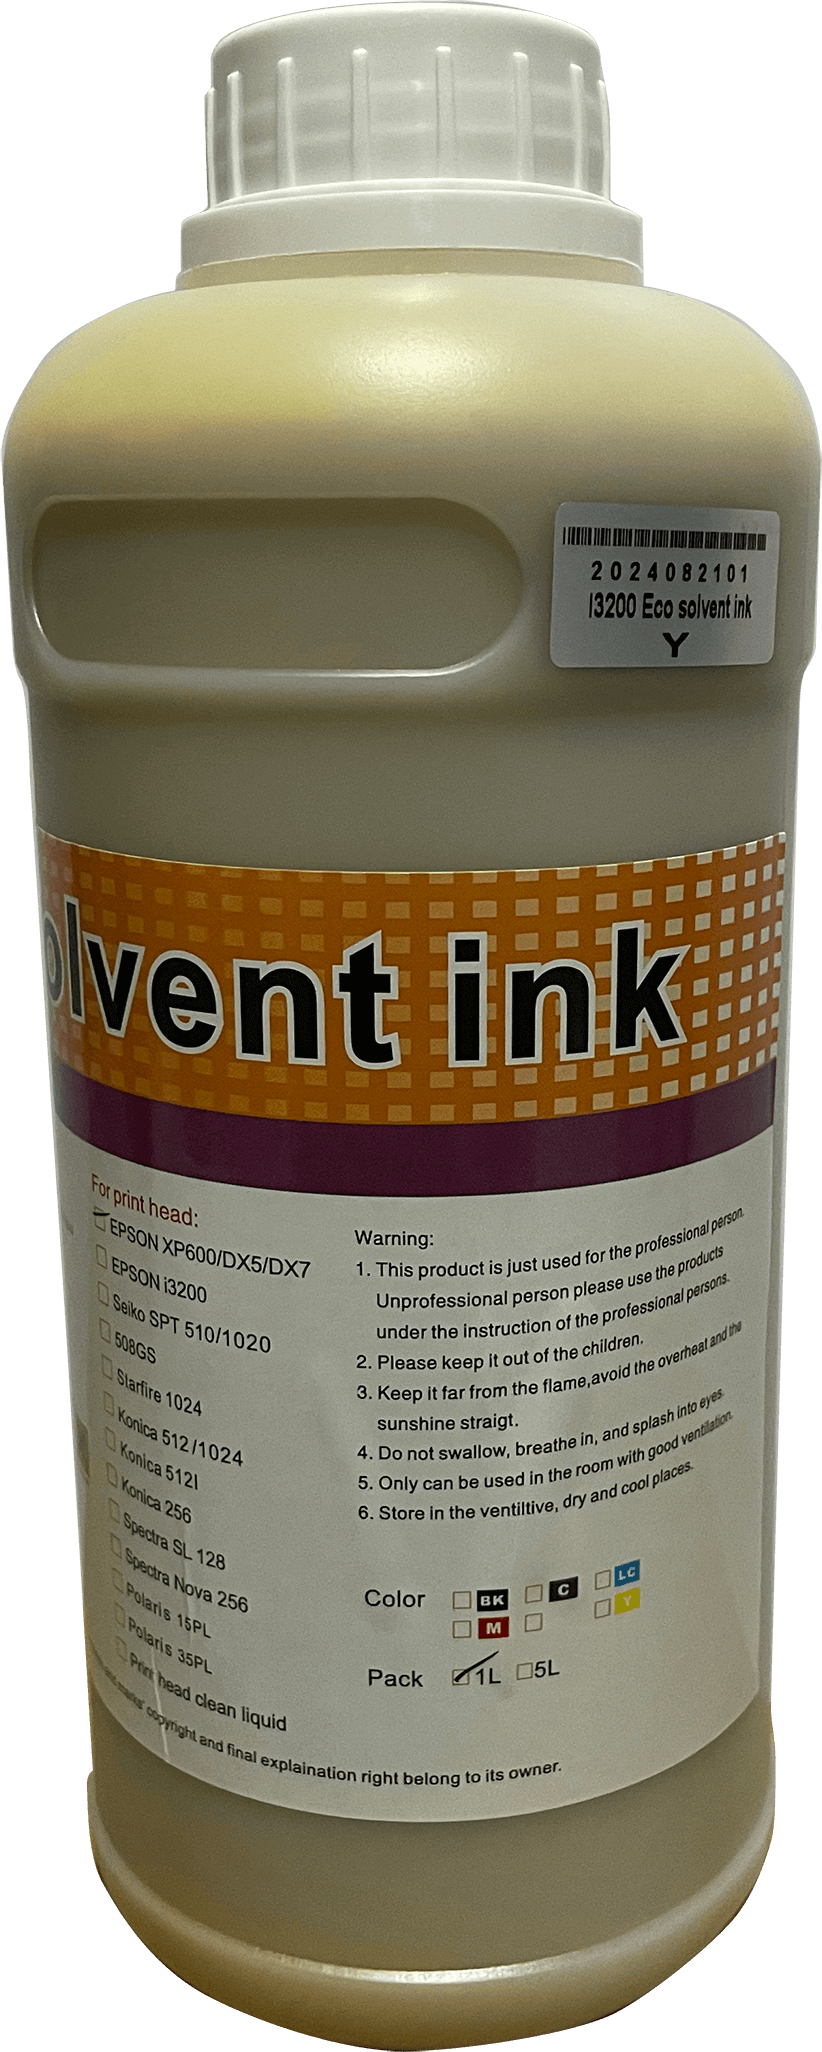 2024082101
I3200 Eco solvent ink
Y
olvent ink
For print head:
EPSON XP600/DX5/DX7
EPSON i3200
Seiko SPT 510/1020
508GS
Starfire 1024
Konica 512/1024
Konica 512I
Konica 256
Spectra SL 128
Spectra Nova 256
Polaris 15PL
Polaris 35PL
Print head clean liquid
Warning:
1. This product is just used for the professional person.
Unprofessional person please use the products
under the instruction of the professional persons.
2. Please keep it out of the children.
3. Keep it far from the flame,avoid the overheat and the
sunshine straigt.
4. Do not swallow, breathe in, and splash into eyes.
5. Only can be used in the room with good ventilation.
6. Store in the ventiltive, dry and cool places.
Color BK C LC
M Y
Pack 1L 5L
copyright and final explaination right belong to its owner.